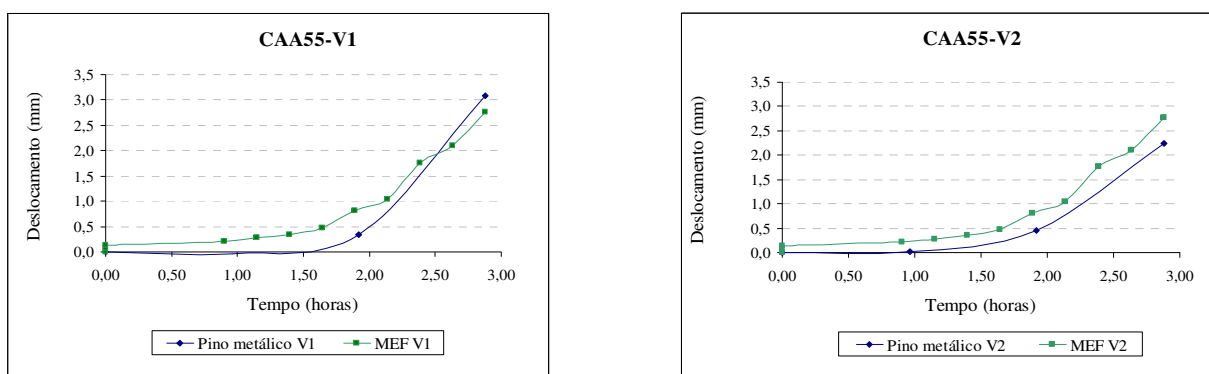 CAA55-V1
Deslocamento (mm)
3,5
3,0
2,5
2,0
1,5
1,0
0,5
0,0
0,00 0,50 1,00 1,50 2,00 2,50 3,00
Tempo (horas)
Pino metálico V1 MEF V1
CAA55-V2
Deslocamento (mm)
3,5
3,0
2,5
2,0
1,5
1,0
0,5
0,0
0,00 0,50 1,00 1,50 2,00 2,50 3,00
Tempo (horas)
Pino metálico V2 MEF V2